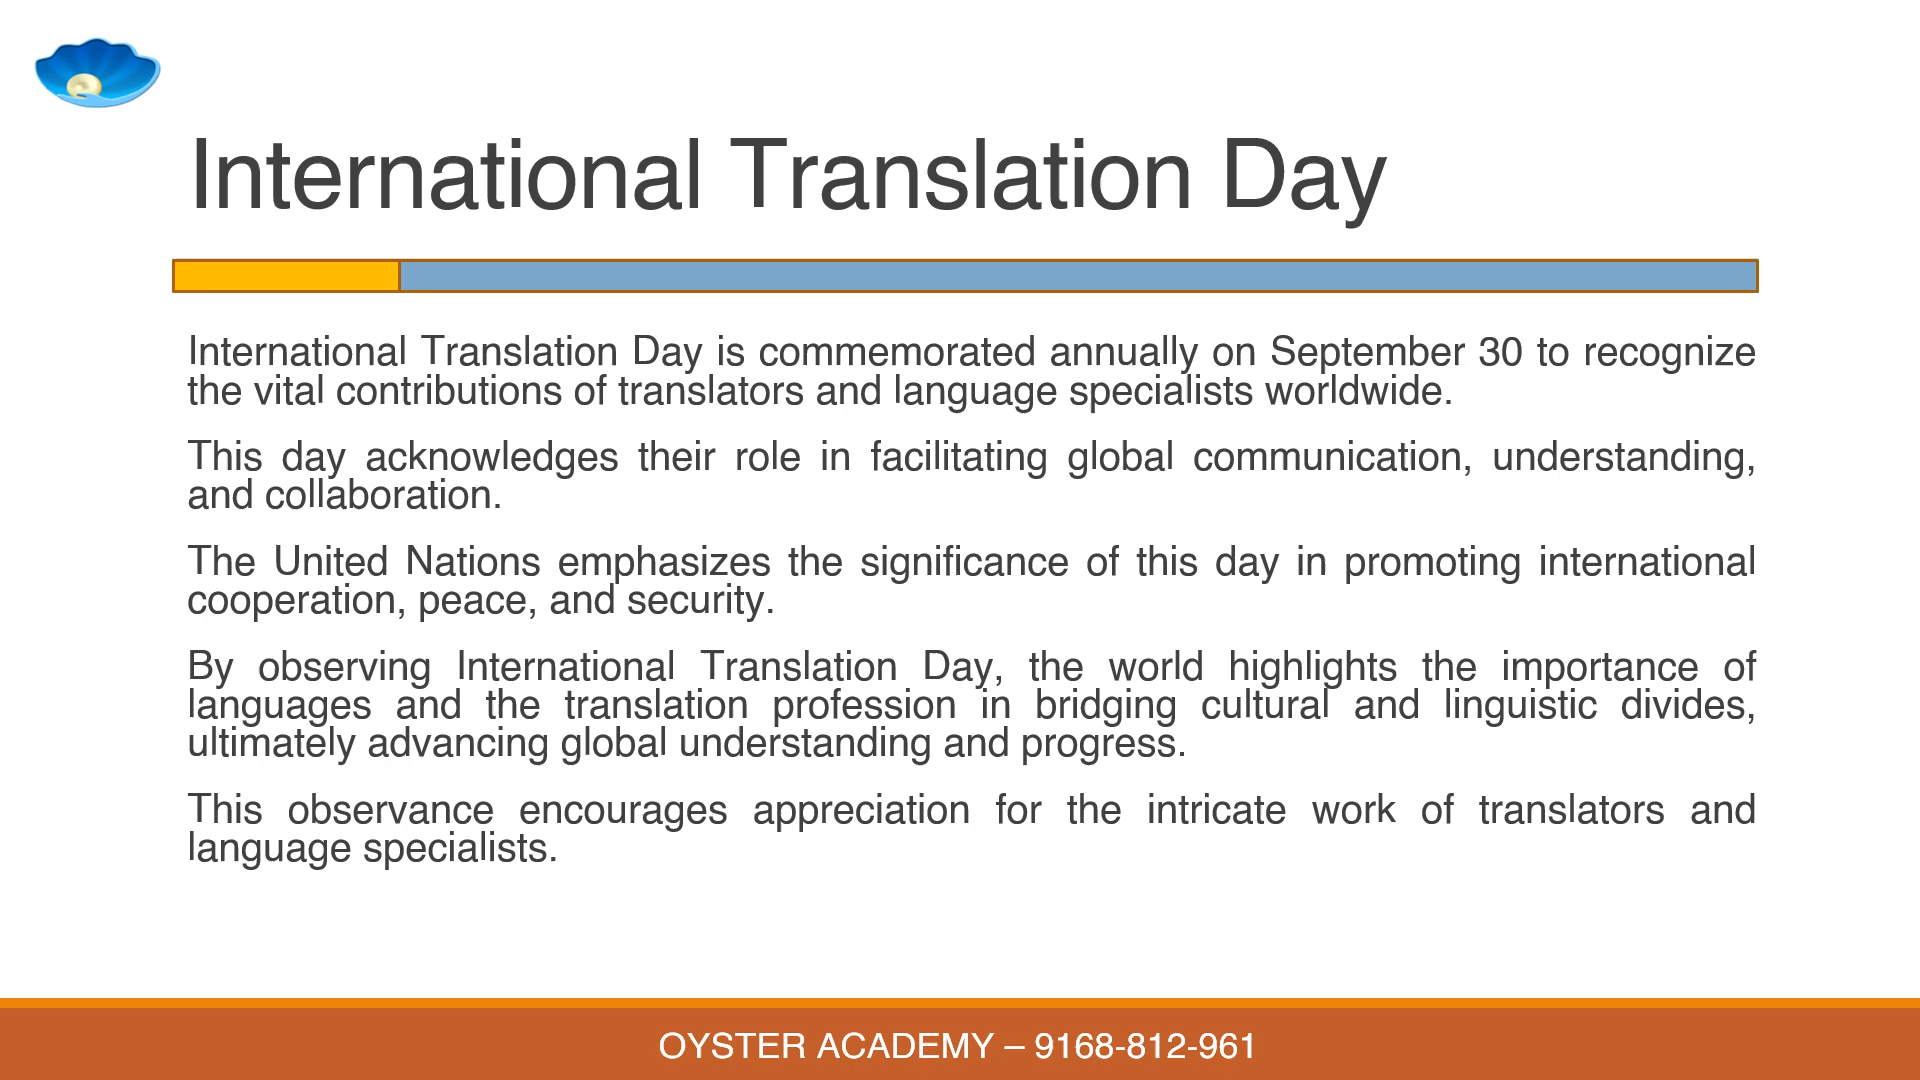 International Translation Day
International Translation Day is commemorated annually on September 30 to recognize
the vital contributions of translators and language specialists worldwide.
This day acknowledges their role in facilitating global communication, understanding,
and collaboration.
The United Nations emphasizes the significance of this day in promoting international
cooperation, peace, and security.
By observing International Translation Day, the world highlights the importance of
languages and the translation profession in bridging cultural and linguistic divides,
ultimately advancing global understanding and progress.
This observance encourages appreciation for the intricate work of translators and
language specialists.
OYSTER ACADEMY – 9168-812-961